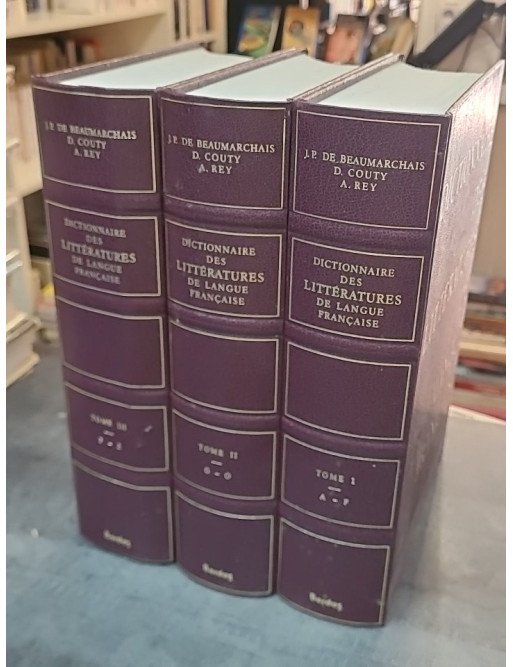 J.P. DE BEAUMARCHAIS
D. COUTY
A. REY
DICTIONNAIRE
DES
LITTÉRATURES
DE LANGUE
FRANÇAISE
TOME III
P - Z
Bordas
J.P. DE BEAUMARCHAIS
D. COUTY
A. REY
DICTIONNAIRE
DES
LITTÉRATURES
DE LANGUE
FRANÇAISE
TOME II
G - O
Bordas
J.P. DE BEAUMARCHAIS
D. COUTY
A. REY
DICTIONNAIRE
DES
LITTÉRATURES
DE LANGUE
FRANÇAISE
TOME I
A - F
Bordas